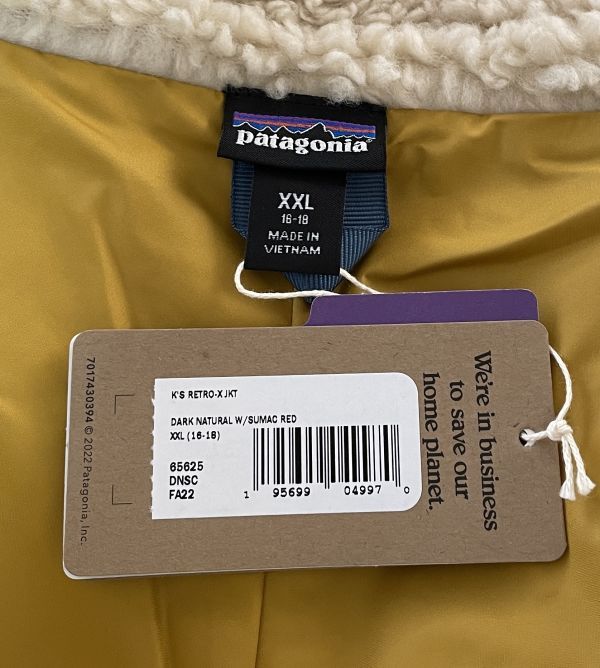 patagonia
XXL
16-18
MADE IN
VIETNAM
K'S RETRO-X JKT
DARK NATURAL W/SUMAC RED
XXL (16-18)
65625
DNSC
FA22
1 95699 04997 0
We're in business
to save our
home planet.
7017430394 © 2022 Patagonia, Inc.